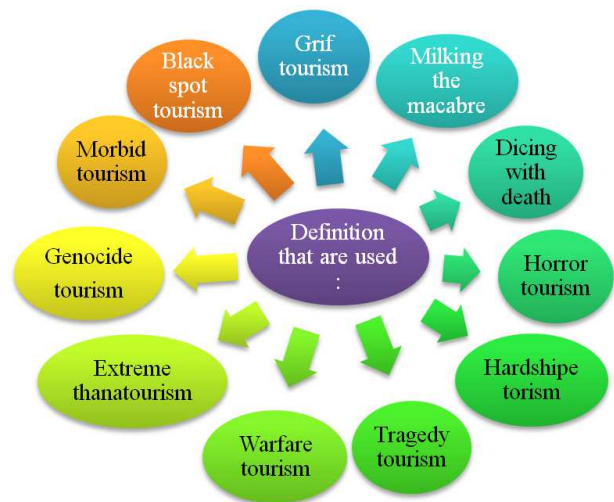 Grif
tourism
Milking
the
macabre
Dicing
with
death
Horror
tourism
Hardshipe
torism
Tragedy
tourism
Warfare
tourism
Extreme
thanatourism
Genocide
tourism
Morbid
tourism
Black
spot
tourism
Definition
that are used
: